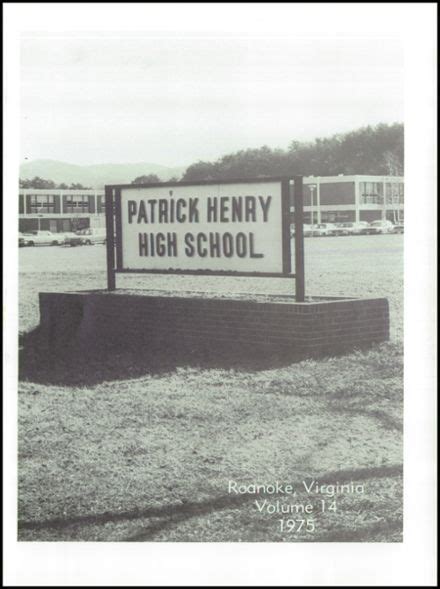 PATRICK HENRY
HIGH SCHOOL
Roanoke, Virginia
Volume 14
1975